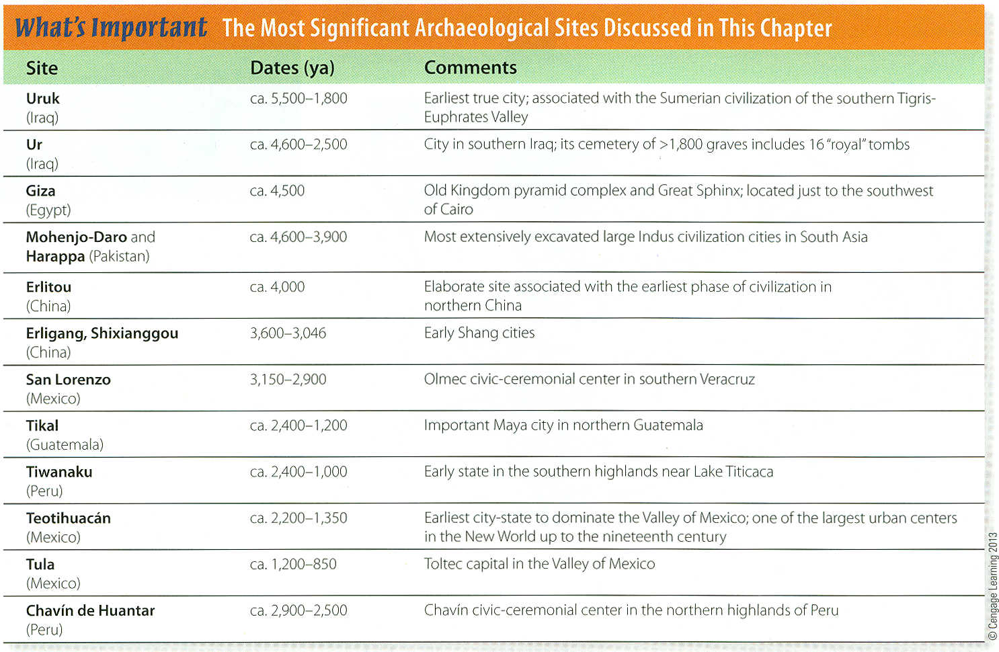 What's Important The Most Significant Archaeological Sites Discussed in This Chapter
Site Dates (ya) Comments
Uruk ca. 5,500–1,800 Earliest true city; associated with the Sumerian civilization of the southern Tigris-
(Iraq) Euphrates Valley
Ur ca. 4,600–2,500 City in southern Iraq; its cemetery of >1,800 graves includes 16 "royal" tombs
(Iraq)
Giza ca. 4,500 Old Kingdom pyramid complex and Great Sphinx; located just to the southwest
(Egypt) of Cairo
Mohenjo-Daro and ca. 4,600–3,900 Most extensively excavated large Indus civilization cities in South Asia
Harappa (Pakistan)
Erlitou ca. 4,000 Elaborate site associated with the earliest phase of civilization in
(China) northern China
Erligang, Shixianggou 3,600–3,046 Early Shang cities
(China)
San Lorenzo 3,150–2,900 Olmec civic-ceremonial center in southern Veracruz
(Mexico)
Tikal ca. 2,400–1,200 Important Maya city in northern Guatemala
(Guatemala)
Tiwanaku ca. 2,400–1,000 Early state in the southern highlands near Lake Titicaca
(Peru)
Teotihuacán ca. 2,200–1,350 Earliest city-state to dominate the Valley of Mexico; one of the largest urban centers
(Mexico) in the New World up to the nineteenth century
Tula ca. 1,200–850 Toltec capital in the Valley of Mexico
(Mexico)
Chavín de Huantar ca. 2,900–2,500 Chavín civic-ceremonial center in the northern highlands of Peru
(Peru)
© Cengage Learning 2013